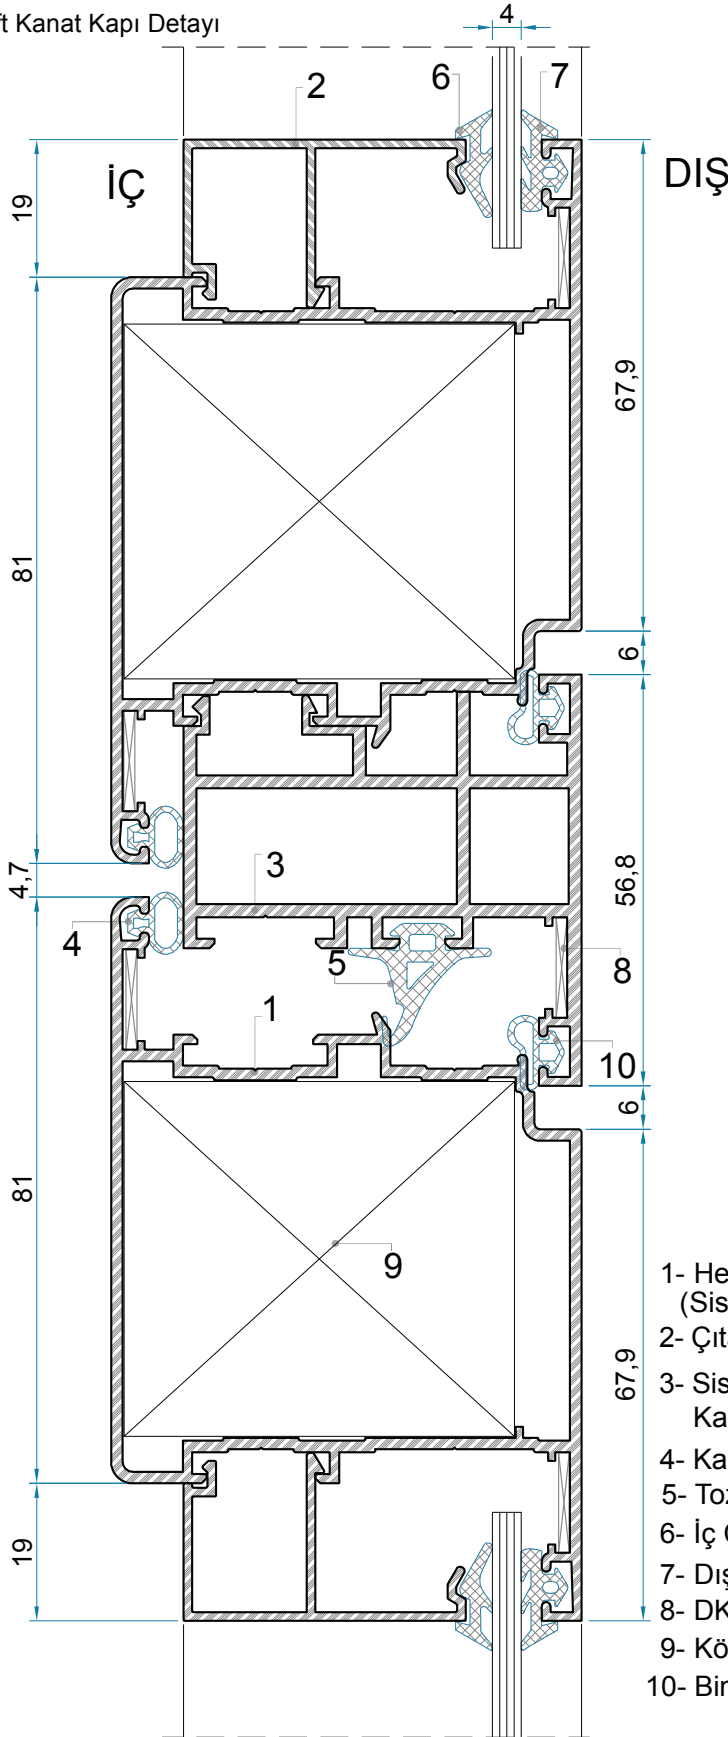 ft Kanat Kapı Detayı
4
2
6
7
İÇ
DIŞ
19
67,9
81
6
4,7
3
56,8
4
5
8
1
10
6
81
9
67,9
19
1- He
(Sis
2- Çıt
3- Sis
Ka
4- Ka
5- Toz
6- İç
7- Dış
8- DK
9- Kö
10- Bir